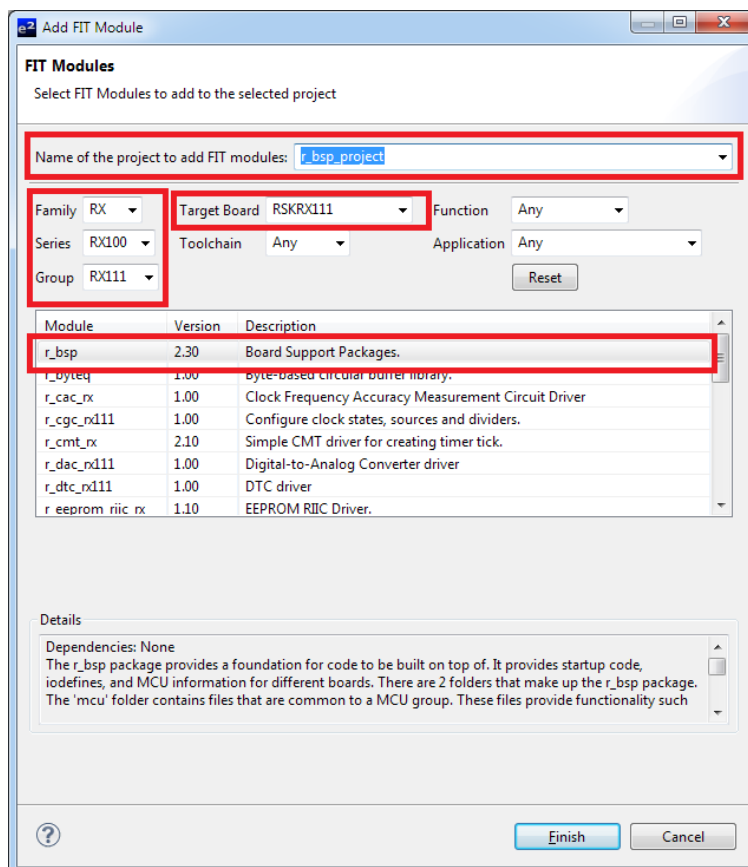 e² Add FIT Module
FIT Modules
Select FIT Modules to add to the selected project
Name of the project to add FIT modules: r_bsp_project
Family RX Target Board RSKRX111 Function Any
Series RX100 Toolchain Any Application Any
Group RX111 Reset
Module Version Description
r_bsp 2.30 Board Support Packages.
r_byteq 1.00 Byte-based circular buffer library.
r_cac_rx 1.00 Clock Frequency Accuracy Measurement Circuit Driver
r_cgc_rx111 1.00 Configure clock states, sources and dividers.
r_cmt_rx 2.10 Simple CMT driver for creating timer tick.
r_dac_rx111 1.00 Digital-to-Analog Converter driver
r_dtc_rx111 1.00 DTC driver
r_eeprom_riic_rx 1.10 EEPROM RIIC Driver.
Details
Dependencies: None
The r_bsp package provides a foundation for code to be built on top of. It provides startup code,
iodefines, and MCU information for different boards. There are 2 folders that make up the r_bsp package.
The 'mcu' folder contains files that are common to a MCU group. These files provide functionality such
? Finish Cancel